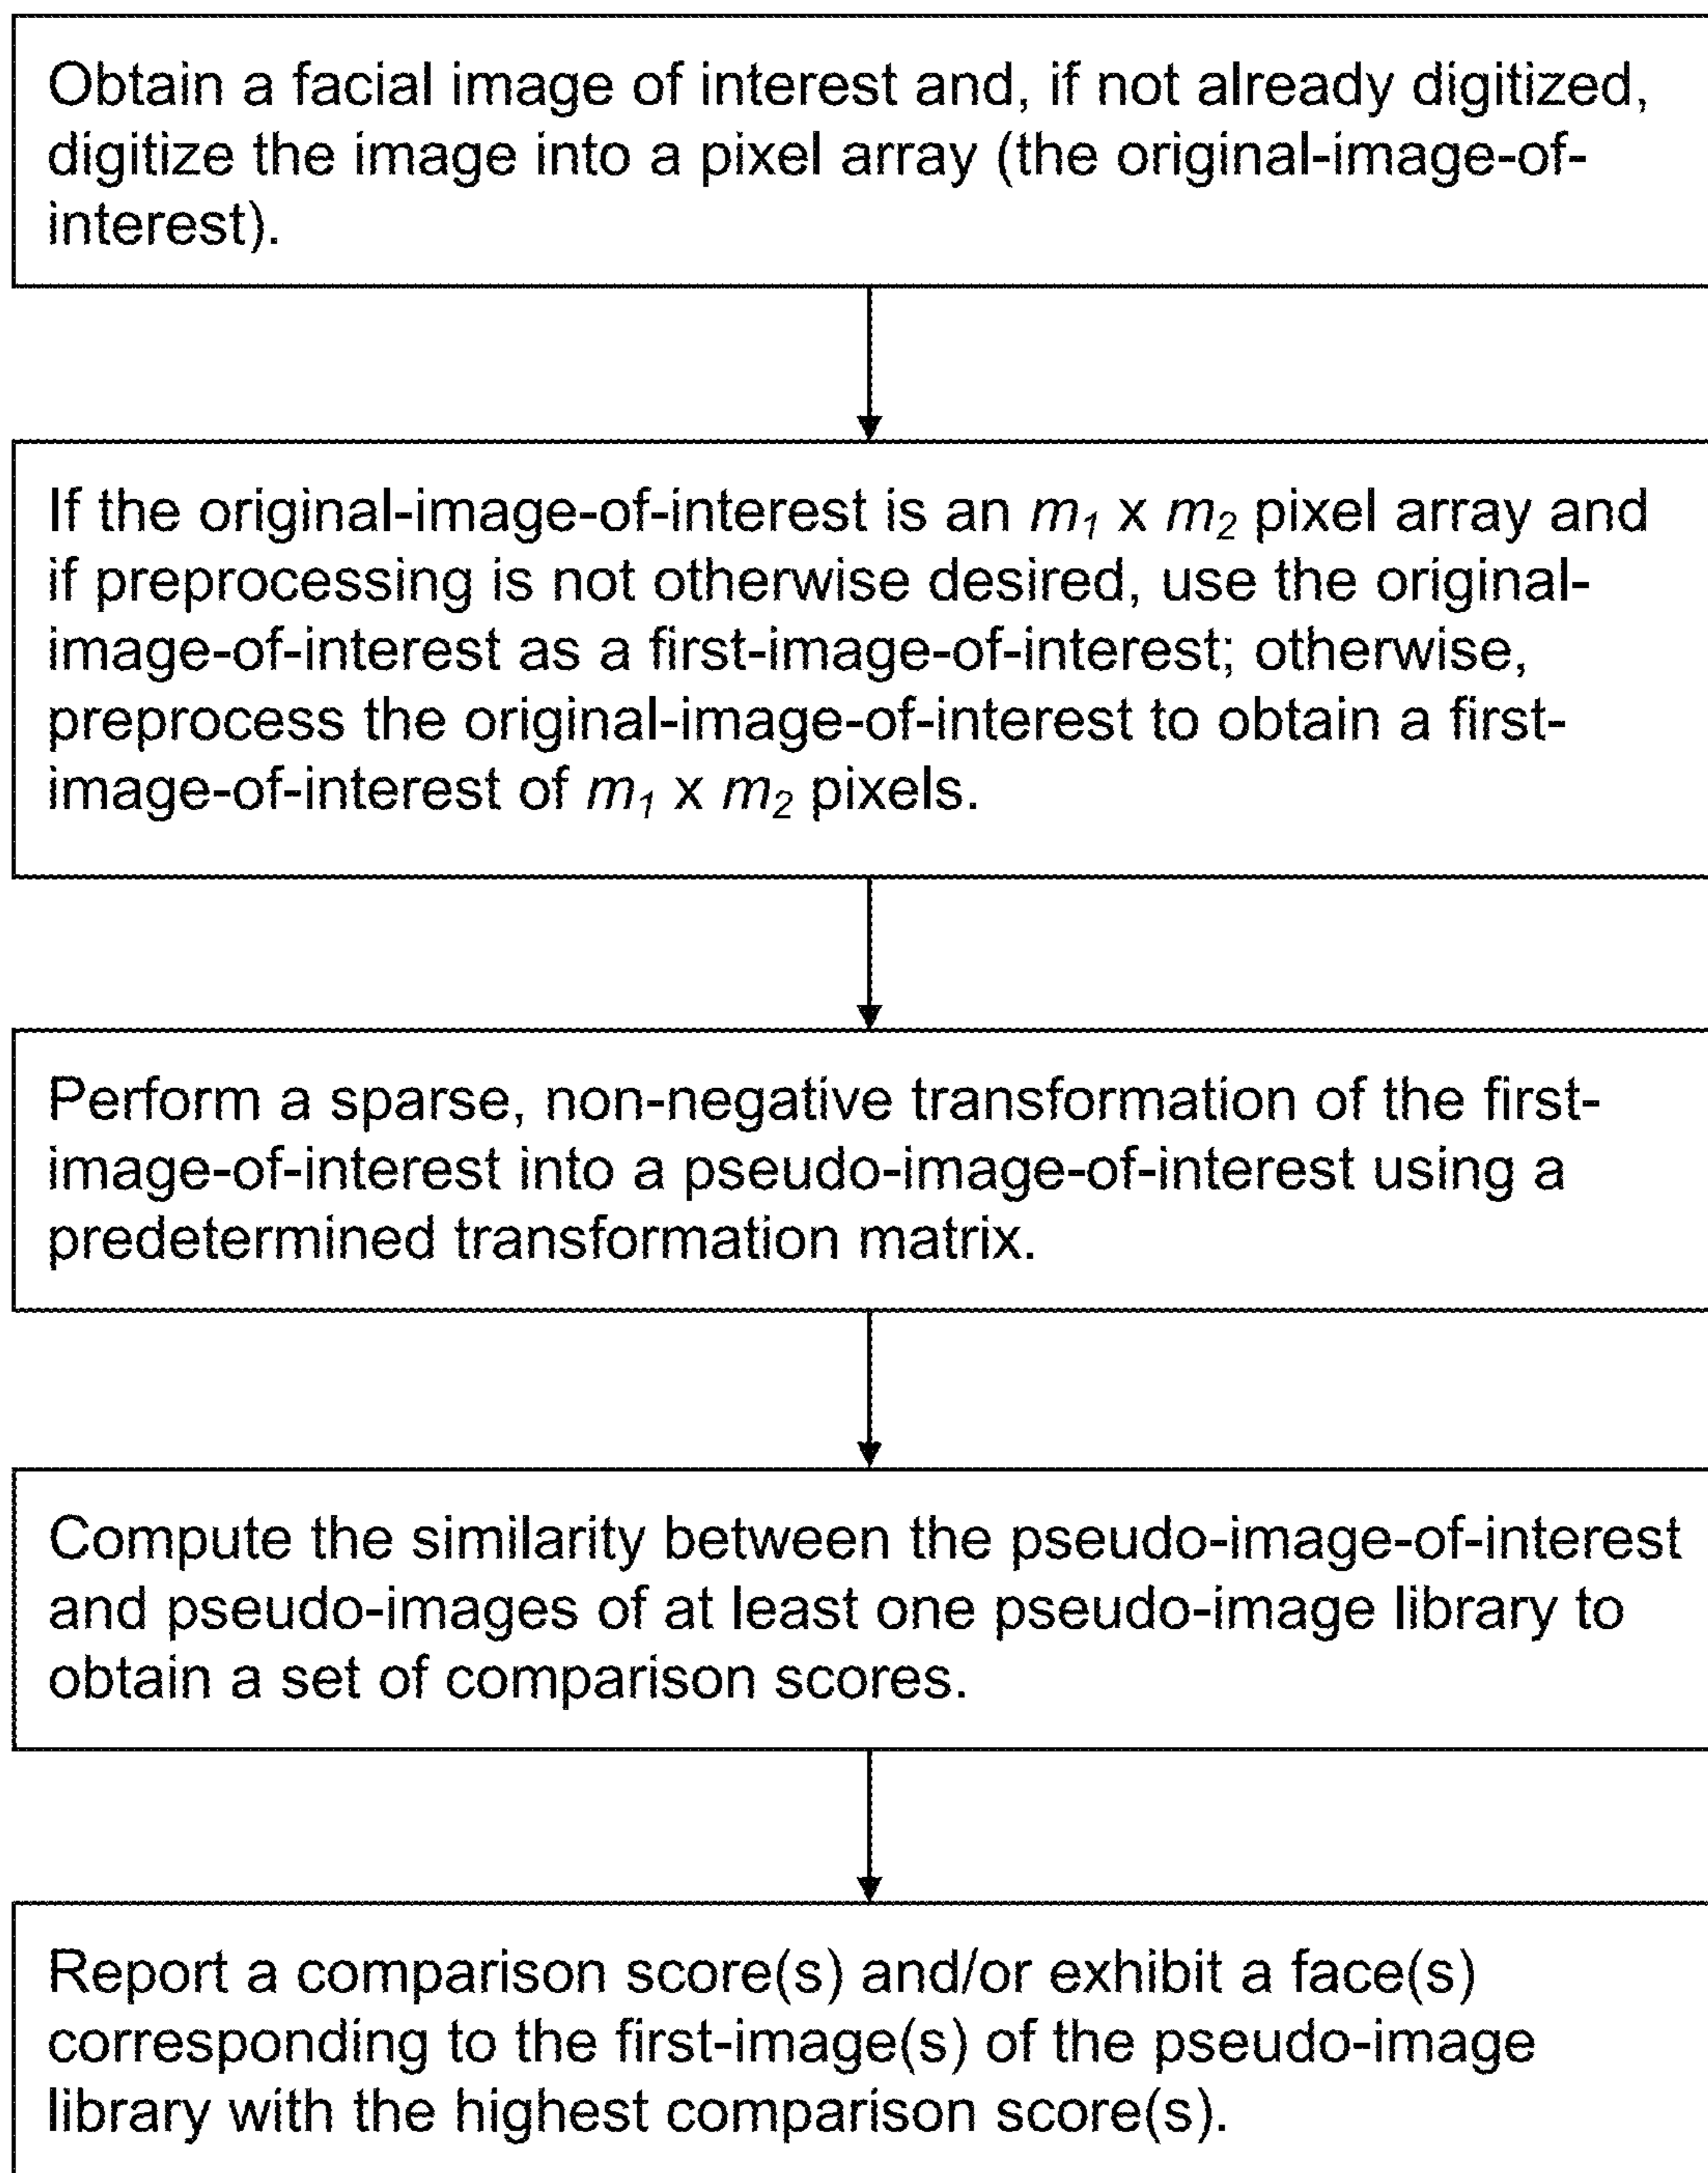 Obtain a facial image of interest and, if not already digitized,
digitize the image into a pixel array (the original-image-of-
interest).
If the original-image-of-interest is an m₁ x m₂ pixel array and
if preprocessing is not otherwise desired, use the original-
image-of-interest as a first-image-of-interest; otherwise,
preprocess the original-image-of-interest to obtain a first-
image-of-interest of m₁ x m₂ pixels.
Perform a sparse, non-negative transformation of the first-
image-of-interest into a pseudo-image-of-interest using a
predetermined transformation matrix.
Compute the similarity between the pseudo-image-of-interest
and pseudo-images of at least one pseudo-image library to
obtain a set of comparison scores.
Report a comparison score(s) and/or exhibit a face(s)
corresponding to the first-image(s) of the pseudo-image
library with the highest comparison score(s).